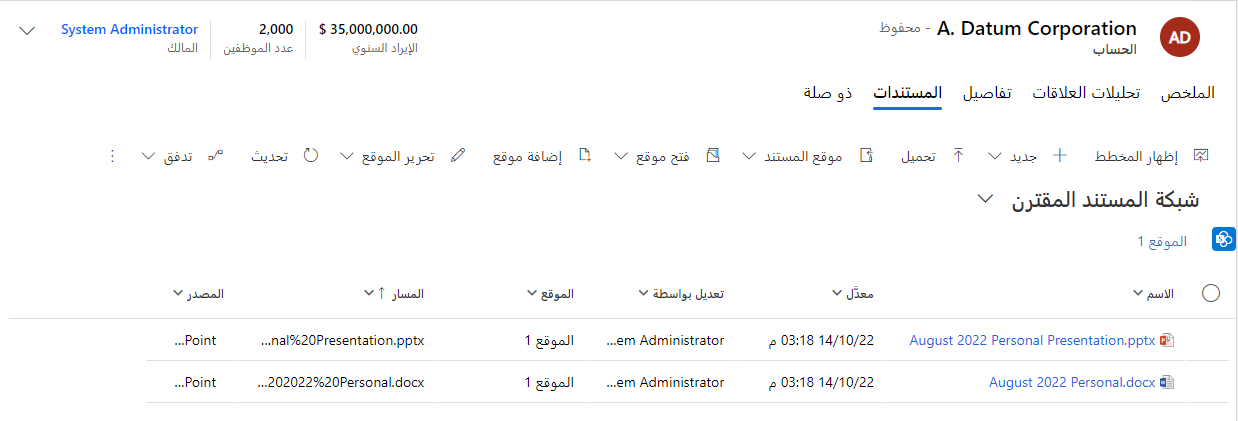 AD
A. Datum Corporation - محفوظ
الحساب
$ 35,000,000.00
الإيراد السنوي
2,000
عدد الموظفين
System Administrator
المالك
الملخص تحليلات العلاقات تفاصيل المستندات ذو صلة
إظهار المخطط جديد تحميل موقع المستند فتح موقع إضافة موقع تحرير الموقع تحديث تدفق
شبكة المستند المقترن
الموقع 1
الاسم معدَّل تعديل بواسطة الموقع المسار المصدر
August 2022 Personal Presentation.pptx 14/10/22 03:18 م ...em Administrator الموقع 1 ...nal%20Presentation.pptx ...Point
August 2022 Personal.docx 14/10/22 03:18 م ...em Administrator الموقع 1 ...202022%20Personal.docx ...Point